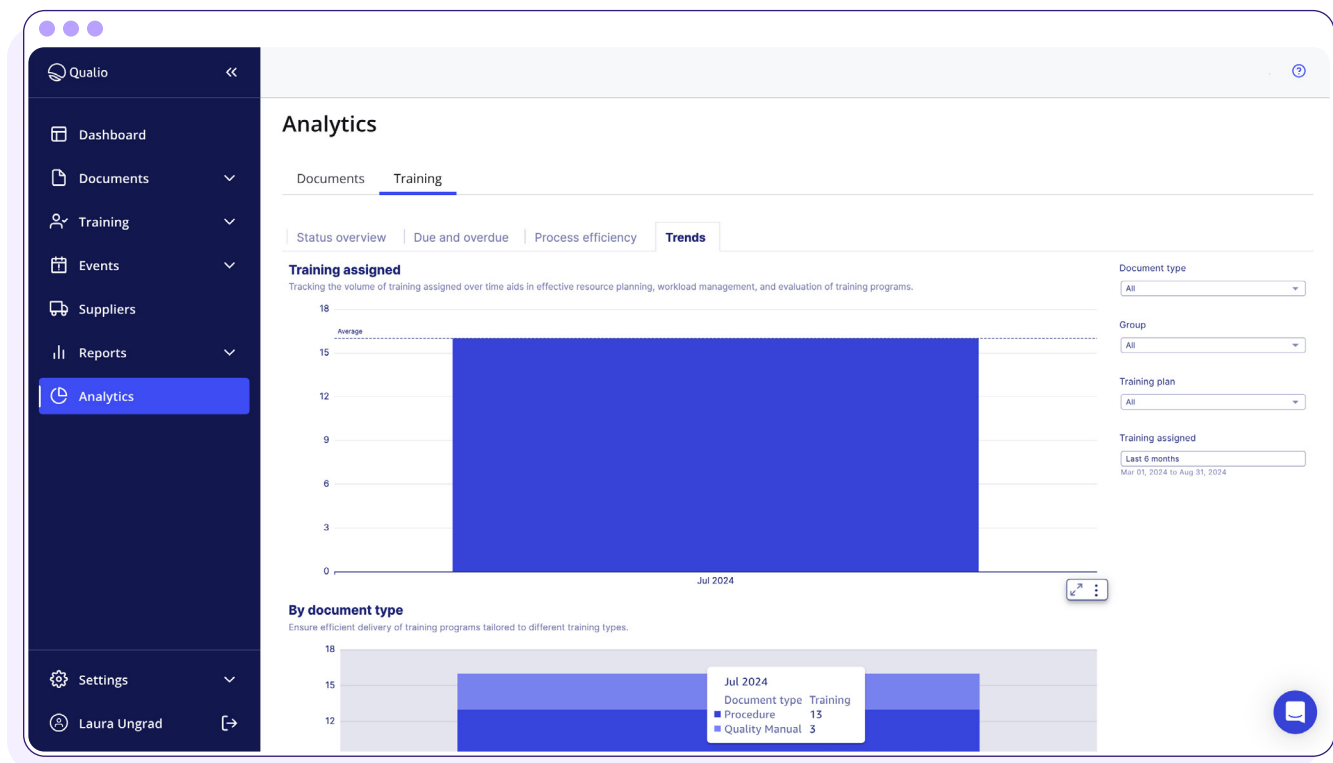 Qualio
Dashboard
Documents
Training
Events
Suppliers
Reports
Analytics
Settings
Laura Ungrad
Analytics
Documents Training
Status overview Due and overdue Process efficiency Trends
Training assigned
Tracking the volume of training assigned over time aids in effective resource planning, workload management, and evaluation of training programs.
18
Average
15
12
9
6
3
0
Jul 2024
By document type
Ensure efficient delivery of training programs tailored to different training types.
18
15
12
Jul 2024
Document type Training
Procedure 13
Quality Manual 3
Document type
All
Group
All
Training plan
All
Training assigned
Last 6 months
Mar 01, 2024 to Aug 31, 2024